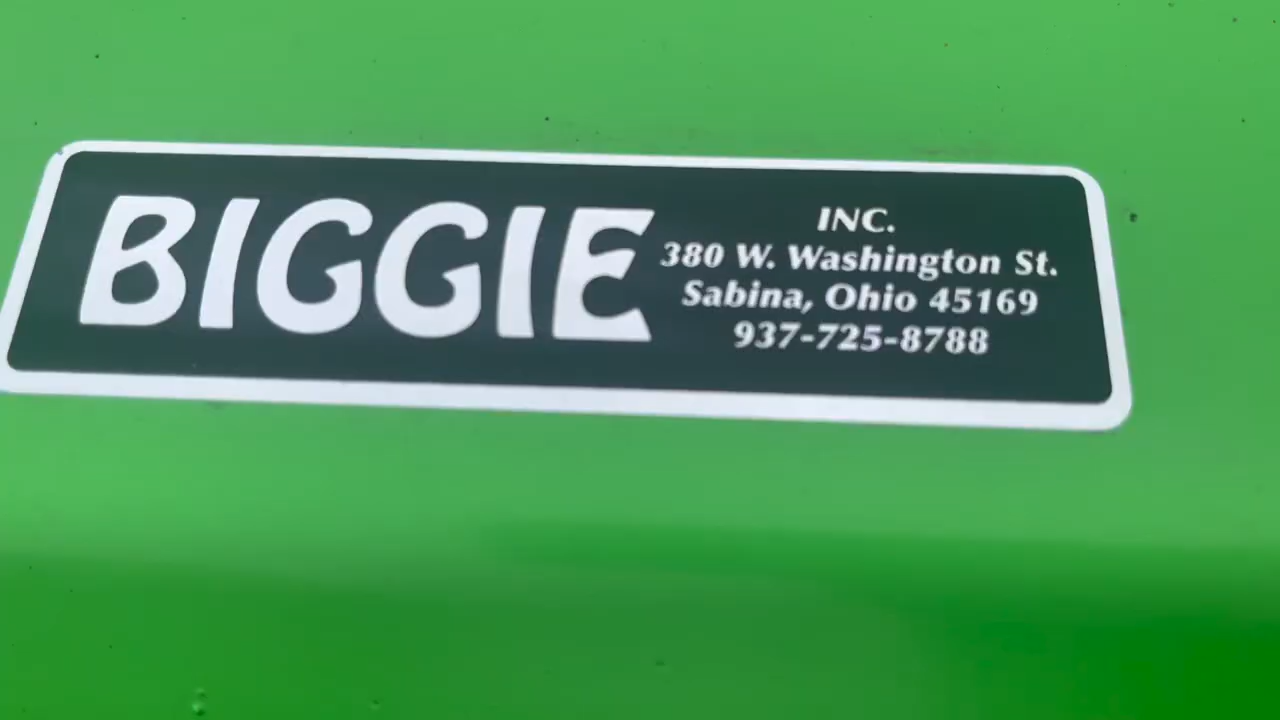 BIGGIE
INC.
380 W. Washington St.
Sabina, Ohio 45169
937-725-8788